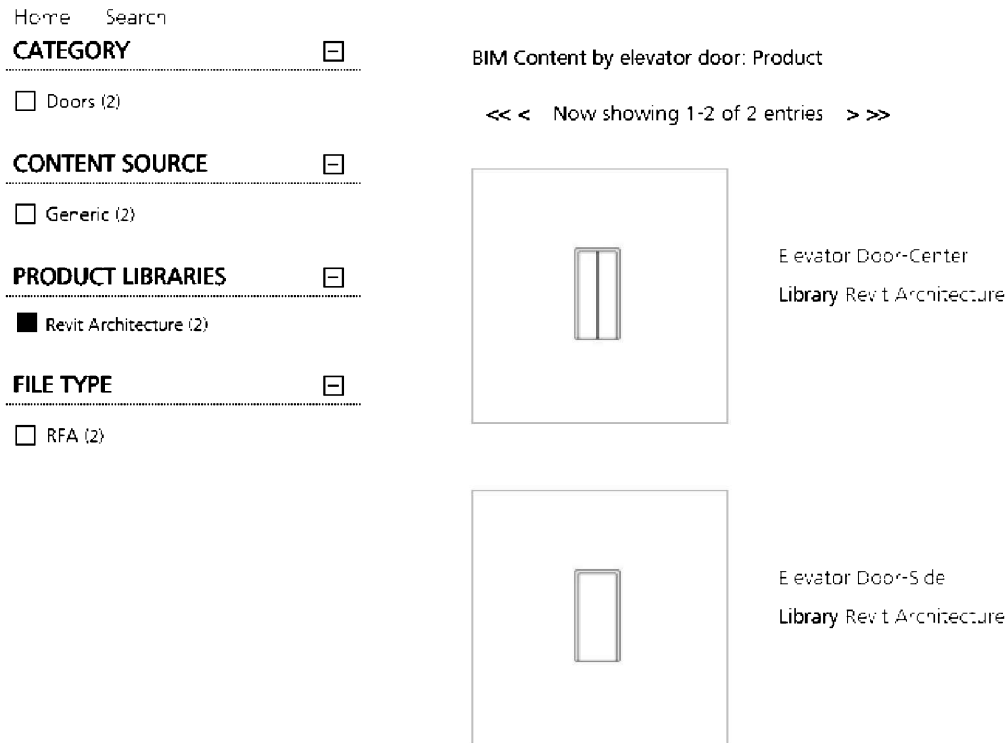 Home Search
CATEGORY
Doors (2)
CONTENT SOURCE
Generic (2)
PRODUCT LIBRARIES
Revit Architecture (2)
FILE TYPE
RFA (2)
BIM Content by elevator door: Product
<< < Now showing 1-2 of 2 entries > >>
Elevator Door-Center
Library Revit Architecture
Elevator Door-Side
Library Revit Architecture